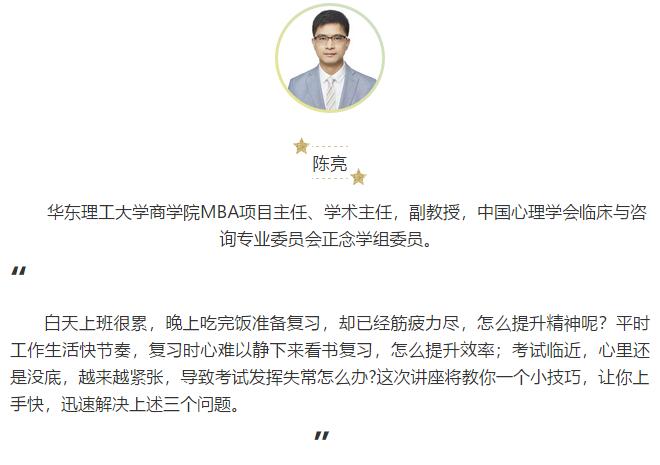 陈亮
华东理工大学商学院MBA项目主任、学术主任，副教授，中国心理学会临床与咨
询专业委员会正念学组委员。
“
白天上班很累，晚上吃完饭准备复习，却已经筋疲力尽，怎么提升精神呢？平时
工作生活快节奏，复习时心难以静下来看书复习，怎么提升效率；考试临近，心里还
是没底，越来越紧张，导致考试发挥失常怎么办?这次讲座将教你一个小技巧，让你上
手快，迅速解决上述三个问题。
”